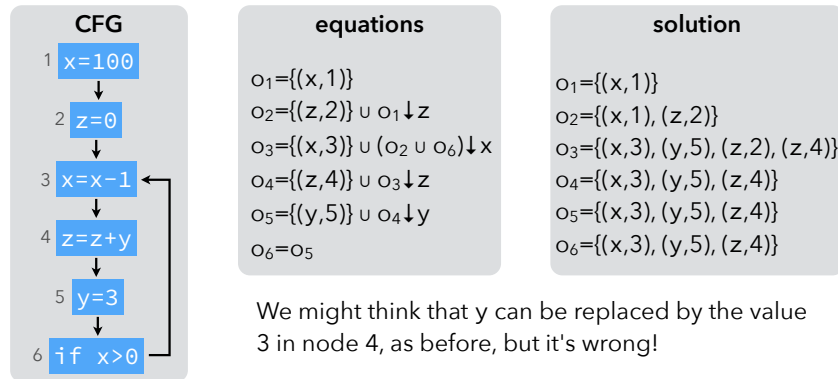 CFG
1 x=100
2 z=0
3 x=x-1
4 z=z+y
5 y=3
6 if x>0
equations
o₁={(x,1)}
o₂={(z,2)} ∪ o₁↓z
o₃={(x,3)} ∪ (o₂ ∪ o₆)↓x
o₄={(z,4)} ∪ o₃↓z
o₅={(y,5)} ∪ o₄↓y
o₆=o₅
solution
o₁={(x,1)}
o₂={(x,1), (z,2)}
o₃={(x,3), (y,5), (z,2), (z,4)}
o₄={(x,3), (y,5), (z,4)}
o₅={(x,3), (y,5), (z,4)}
o₆={(x,3), (y,5), (z,4)}
We might think that y can be replaced by the value
3 in node 4, as before, but it's wrong!